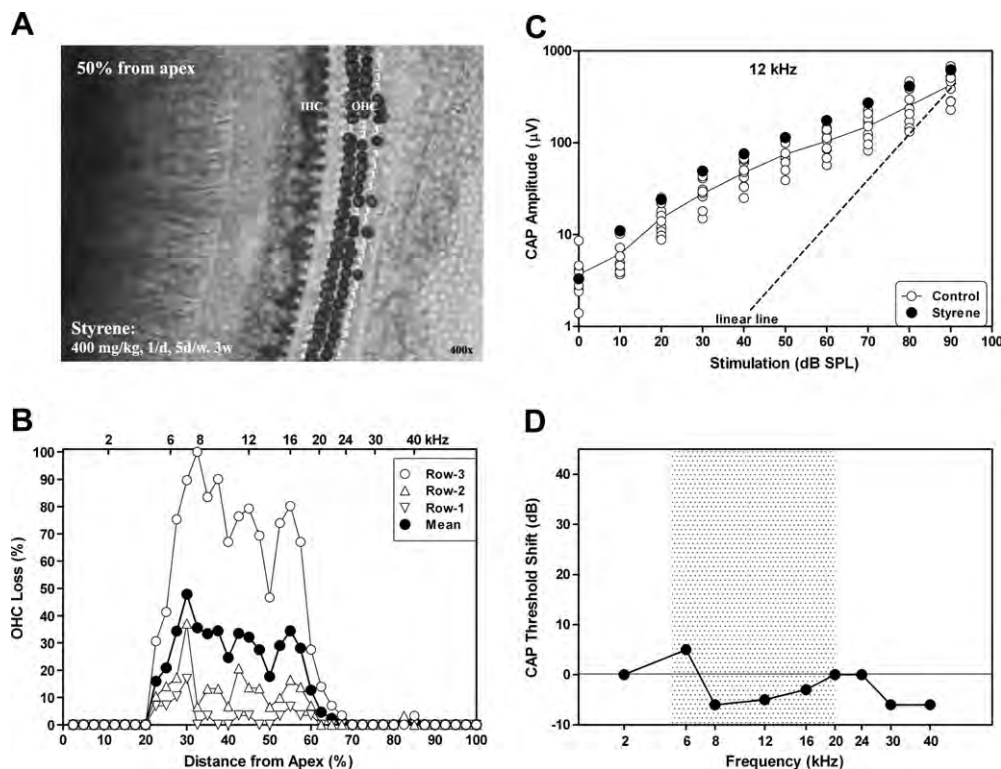 A
50% from apex
IHC
OHC
Styrene:
400 mg/kg, 1/d, 5d/w. 3w
400x
B
2 6 8 12 16 20 24 30 40 kHz
100
90
80
70
60
50
40
30
20
10
0
OHC Loss (%)
Row-3
Row-2
Row-1
Mean
0 10 20 30 40 50 60 70 80 90 100
Distance from Apex (%)
C
12 kHz
1000
100
10
1
CAP Amplitude (µV)
linear line
Control
Styrene
0 10 20 30 40 50 60 70 80 90 100
Stimulation (dB SPL)
D
40
30
20
10
0
-10
CAP Threshold Shift (dB)
2 6 8 12 16 20 24 30 40
Frequency (kHz)